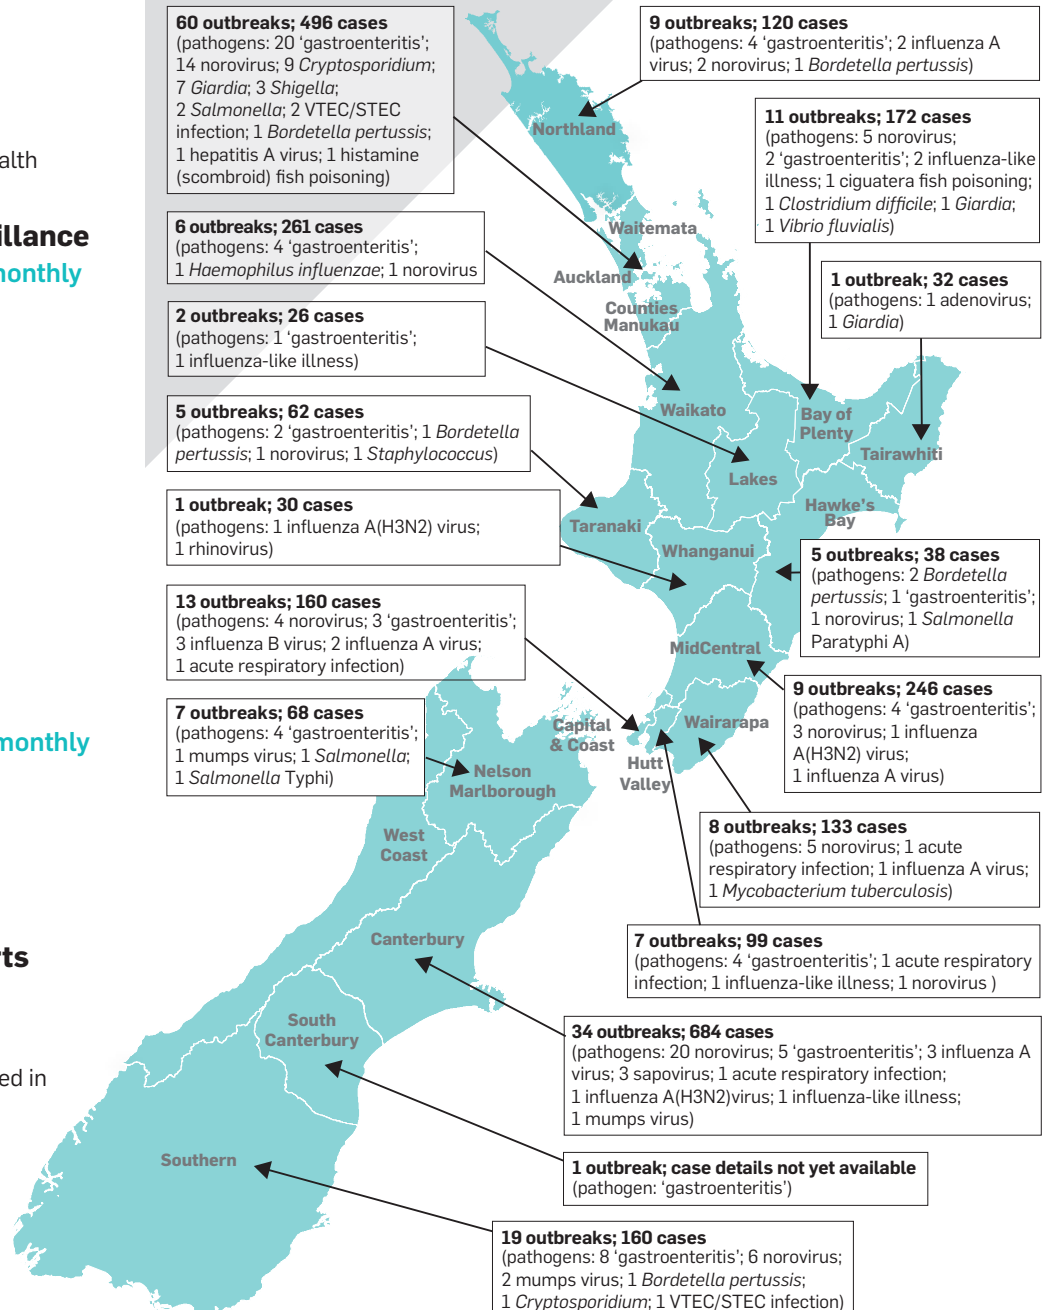 60 outbreaks; 496 cases
(pathogens: 20 ‘gastroenteritis’;
14 norovirus; 9 Cryptosporidium;
7 Giardia; 3 Shigella;
2 Salmonella; 2 VTEC/STEC
infection; 1 Bordetella pertussis;
1 hepatitis A virus; 1 histamine
(scombroid) fish poisoning)
9 outbreaks; 120 cases
(pathogens: 4 ‘gastroenteritis’; 2 influenza A
virus; 2 norovirus; 1 Bordetella pertussis)
11 outbreaks; 172 cases
(pathogens: 5 norovirus;
2 ‘gastroenteritis’; 2 influenza-like
illness; 1 ciguatera fish poisoning;
1 Clostridium difficile; 1 Giardia;
1 Vibrio fluvialis)
alth
illance
monthly
6 outbreaks; 261 cases
(pathogens: 4 ‘gastroenteritis’;
1 Haemophilus influenzae; 1 norovirus
1 outbreak; 32 cases
(pathogens: 1 adenovirus;
1 Giardia)
2 outbreaks; 26 cases
(pathogens: 1 ‘gastroenteritis’;
1 influenza-like illness)
5 outbreaks; 62 cases
(pathogens: 2 ‘gastroenteritis’; 1 Bordetella
pertussis; 1 norovirus; 1 Staphylococcus)
1 outbreak; 30 cases
(pathogens: 1 influenza A(H3N2) virus;
1 rhinovirus)
5 outbreaks; 38 cases
(pathogens: 2 Bordetella
pertussis; 1 ‘gastroenteritis’;
1 norovirus; 1 Salmonella
Paratyphi A)
13 outbreaks; 160 cases
(pathogens: 4 norovirus; 3 ‘gastroenteritis’;
3 influenza B virus; 2 influenza A virus;
1 acute respiratory infection)
9 outbreaks; 246 cases
(pathogens: 4 ‘gastroenteritis’;
3 norovirus; 1 influenza
A(H3N2) virus;
1 influenza A virus)
7 outbreaks; 68 cases
(pathogens: 4 ‘gastroenteritis’;
1 mumps virus; 1 Salmonella;
1 Salmonella Typhi)
monthly
8 outbreaks; 133 cases
(pathogens: 5 norovirus; 1 acute
respiratory infection; 1 influenza A virus;
1 Mycobacterium tuberculosis)
7 outbreaks; 99 cases
(pathogens: 4 ‘gastroenteritis’; 1 acute respiratory
infection; 1 influenza-like illness; 1 norovirus )
rts
34 outbreaks; 684 cases
(pathogens: 20 norovirus; 5 ‘gastroenteritis’; 3 influenza A
virus; 3 sapovirus; 1 acute respiratory infection;
1 influenza A(H3N2)virus; 1 influenza-like illness;
1 mumps virus)
ed in
1 outbreak; case details not yet available
(pathogen: ‘gastroenteritis’)
19 outbreaks; 160 cases
(pathogens: 8 ‘gastroenteritis’; 6 norovirus;
2 mumps virus; 1 Bordetella pertussis;
1 Cryptosporidium; 1 VTEC/STEC infection)
Northland
Waitemata
Auckland
Counties
Manukau
Waikato
Bay of
Plenty
Tairawhiti
Lakes
Hawke’s
Bay
Taranaki
Whanganui
MidCentral
Wairarapa
Capital
& Coast
Hutt
Valley
Nelson
Marlborough
West
Coast
Canterbury
South
Canterbury
Southern